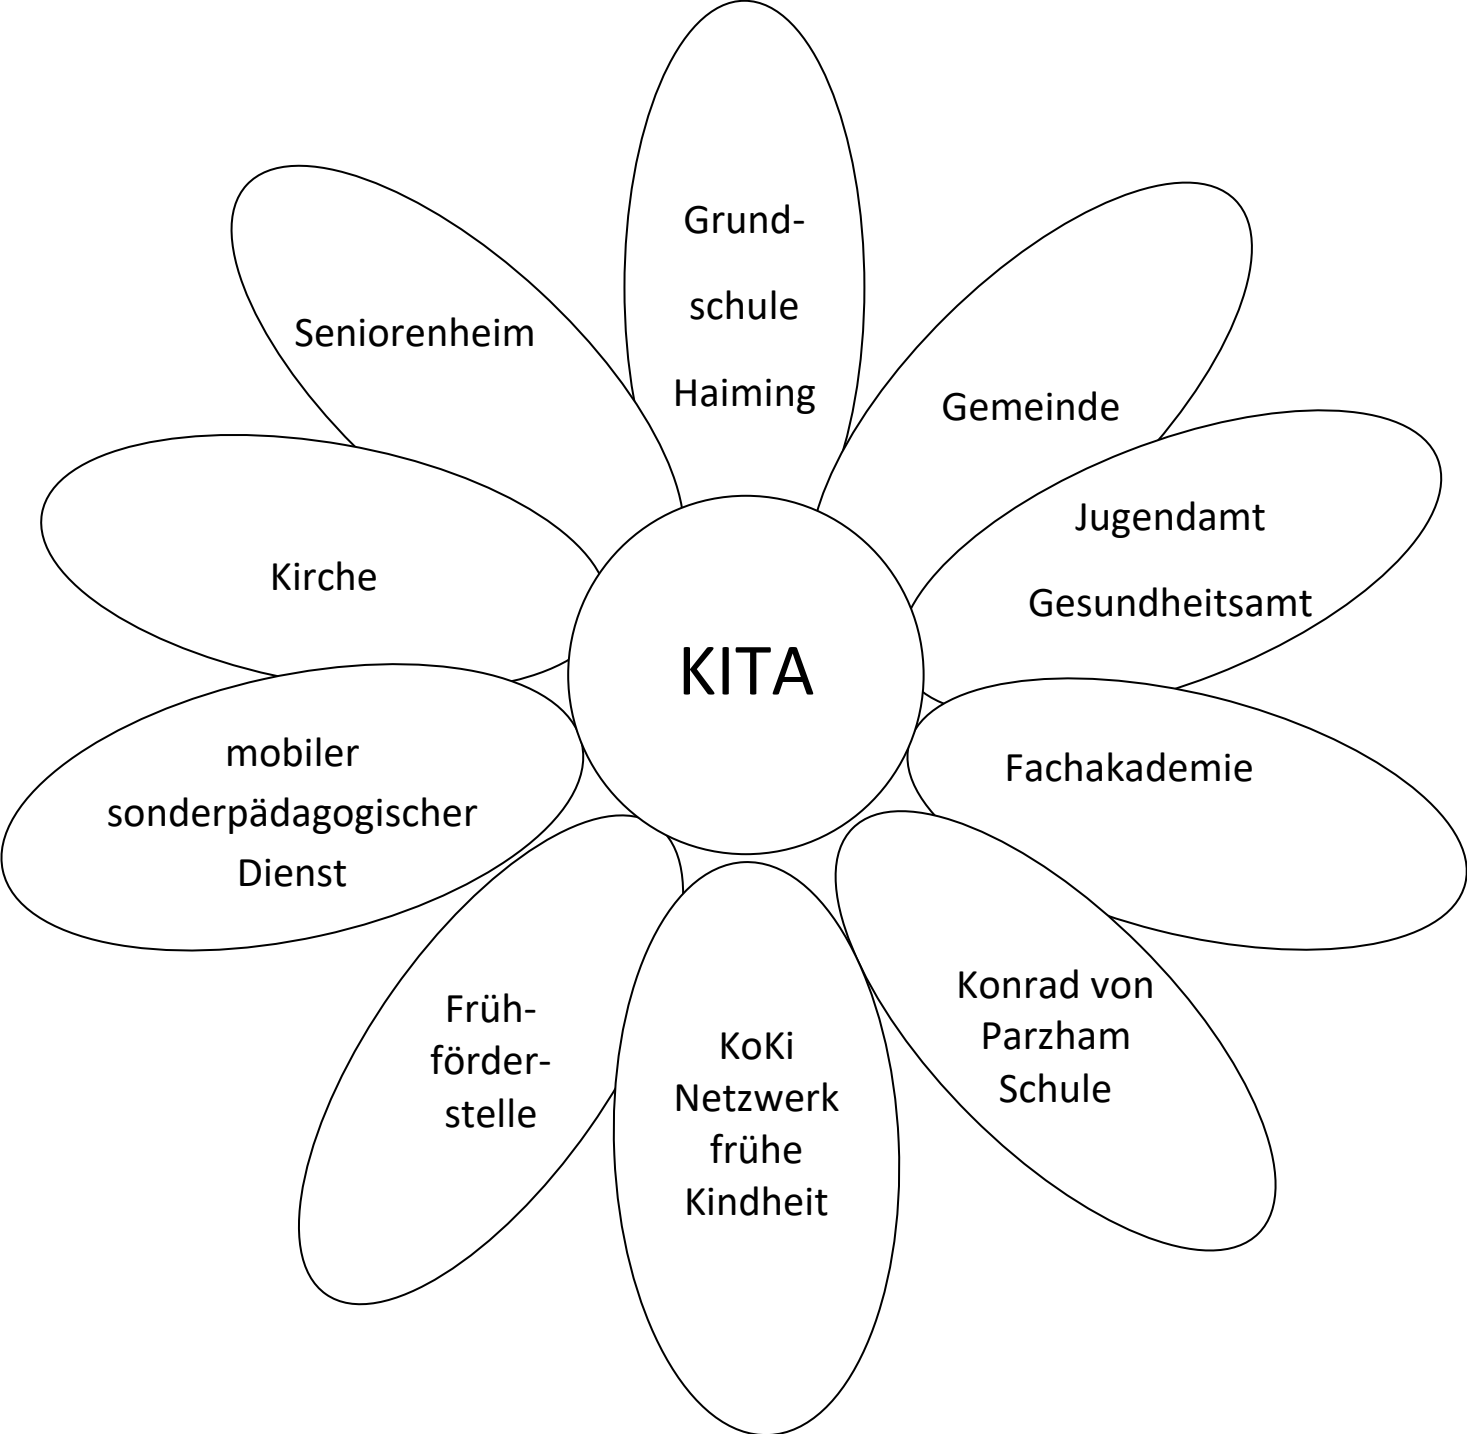 Grund-
schule
Haiming
Seniorenheim
Gemeinde
Jugendamt
Gesundheitsamt
Kirche
KITA
mobiler
sonderpädagogischer
Dienst
Fachakademie
Früh-
förder-
stelle
KoKi
Netzwerk
frühe
Kindheit
Konrad von
Parzham
Schule